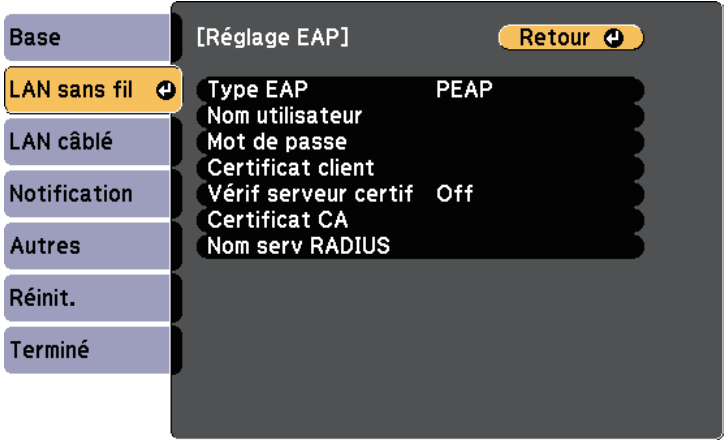 Base
LAN sans fil
LAN câblé
Notification
Autres
Réinit.
Terminé
[Réglage EAP]
Retour
Type EAP PEAP
Nom utilisateur
Mot de passe
Certificat client
Vérif serveur certif Off
Certificat CA
Nom serv RADIUS